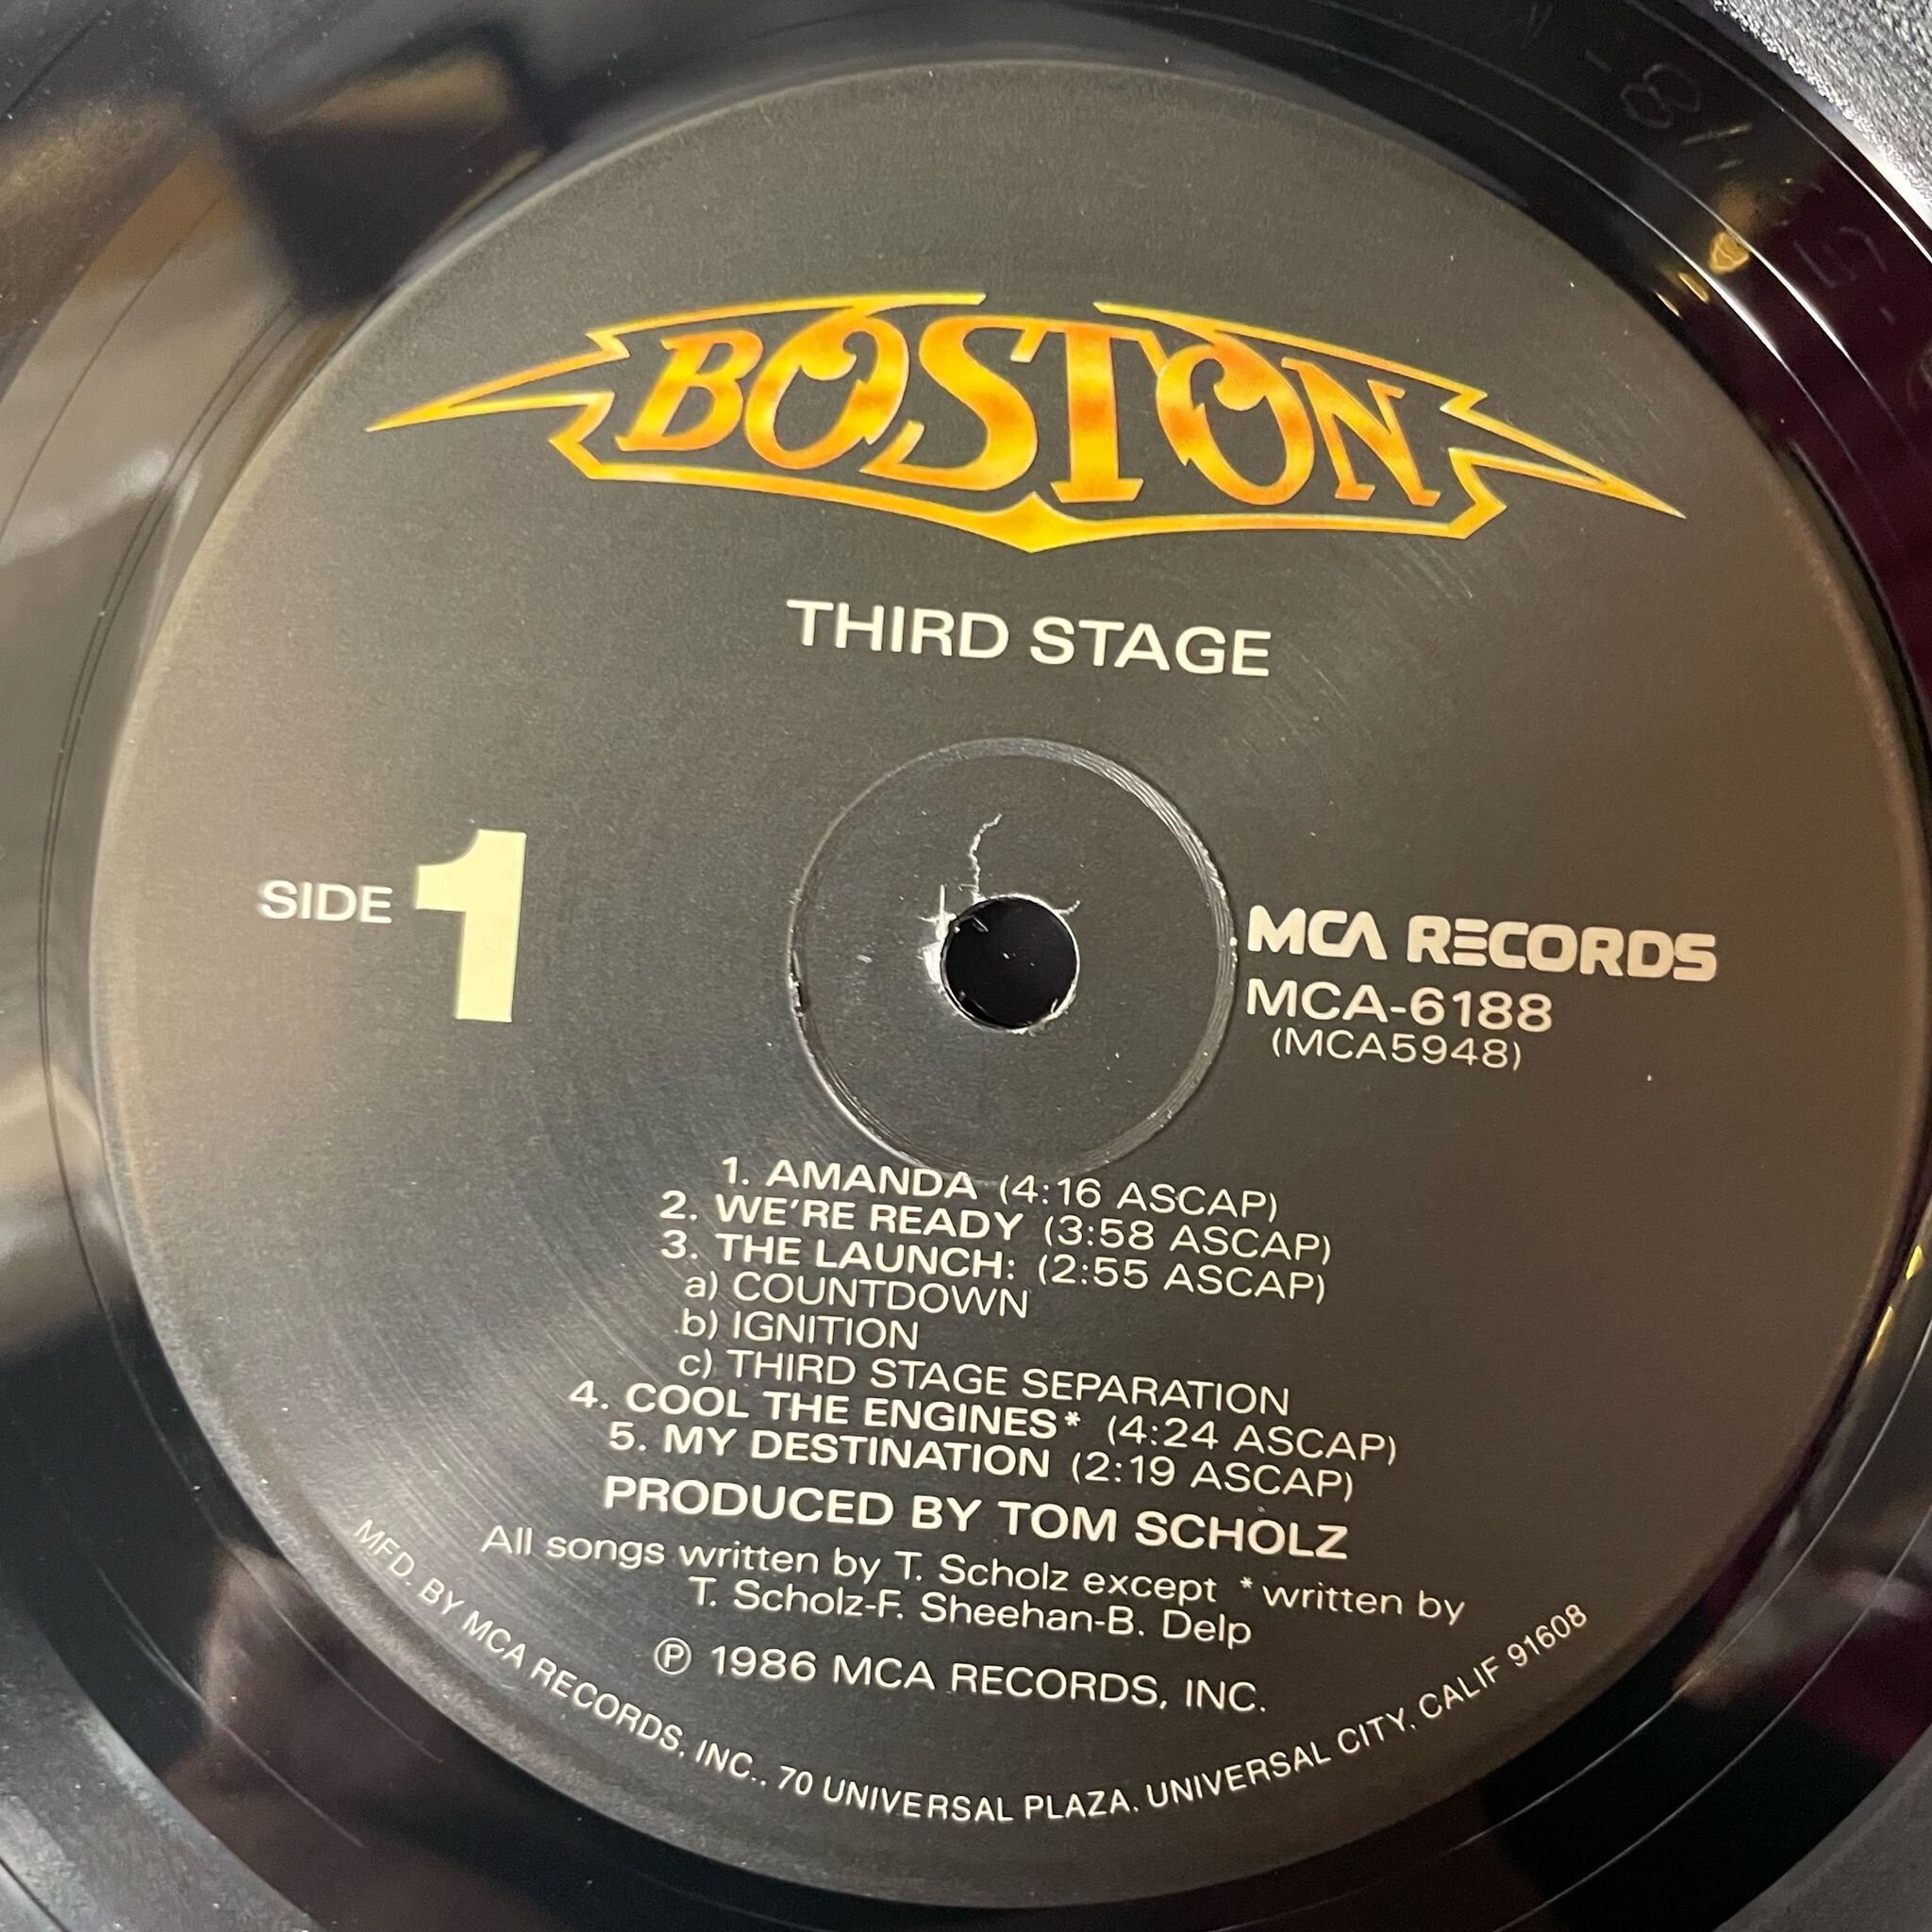 BOSTON
THIRD STAGE
SIDE 1
MCA RECORDS
MCA-6188
(MCA5948)
1. AMANDA (4:16 ASCAP)
2. WE'RE READY (3:58 ASCAP)
3. THE LAUNCH: (2:55 ASCAP)
a) COUNTDOWN
b) IGNITION
c) THIRD STAGE SEPARATION
4. COOL THE ENGINES* (4:24 ASCAP)
5. MY DESTINATION (2:19 ASCAP)
PRODUCED BY TOM SCHOLZ
All songs written by T. Scholz except *written by
T. Scholz-F. Sheehan-B. Delp
Ⓟ 1986 MCA RECORDS, INC.
MFD. BY MCA RECORDS, INC., 70 UNIVERSAL PLAZA, UNIVERSAL CITY, CALIF 91608